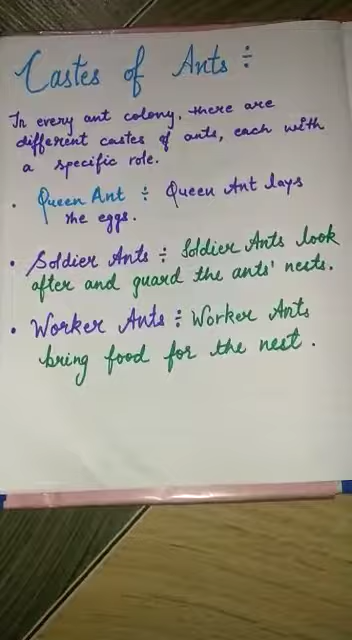 Castes of Ants ÷
In every ant colony, there are
different castes of ants, each with
a specific role.
• Queen Ant ÷ Queen Ant lays
the eggs.
• Soldier Ants ÷ Soldier Ants look
after and guard the ants' nests.
• Worker Ants ÷ Worker Ants
bring food for the nest.